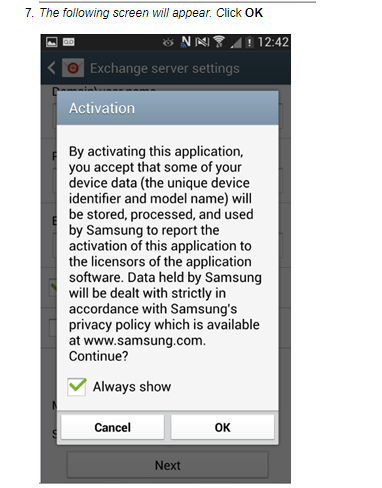 7. The following screen will appear. Click OK
12:42
Exchange server settings
Activation
By activating this application,
you accept that some of your
device data (the unique device
identifier and model name) will
be stored, processed, and used
by Samsung to report the
activation of this application to
the licensors of the application
software. Data held by Samsung
will be dealt with strictly in
accordance with Samsung's
privacy policy which is available
at www.samsung.com.
Continue?
Always show
Cancel
OK
Next